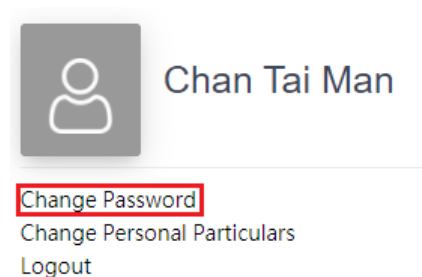 Chan Tai Man
Change Password
Change Personal Particulars
Logout